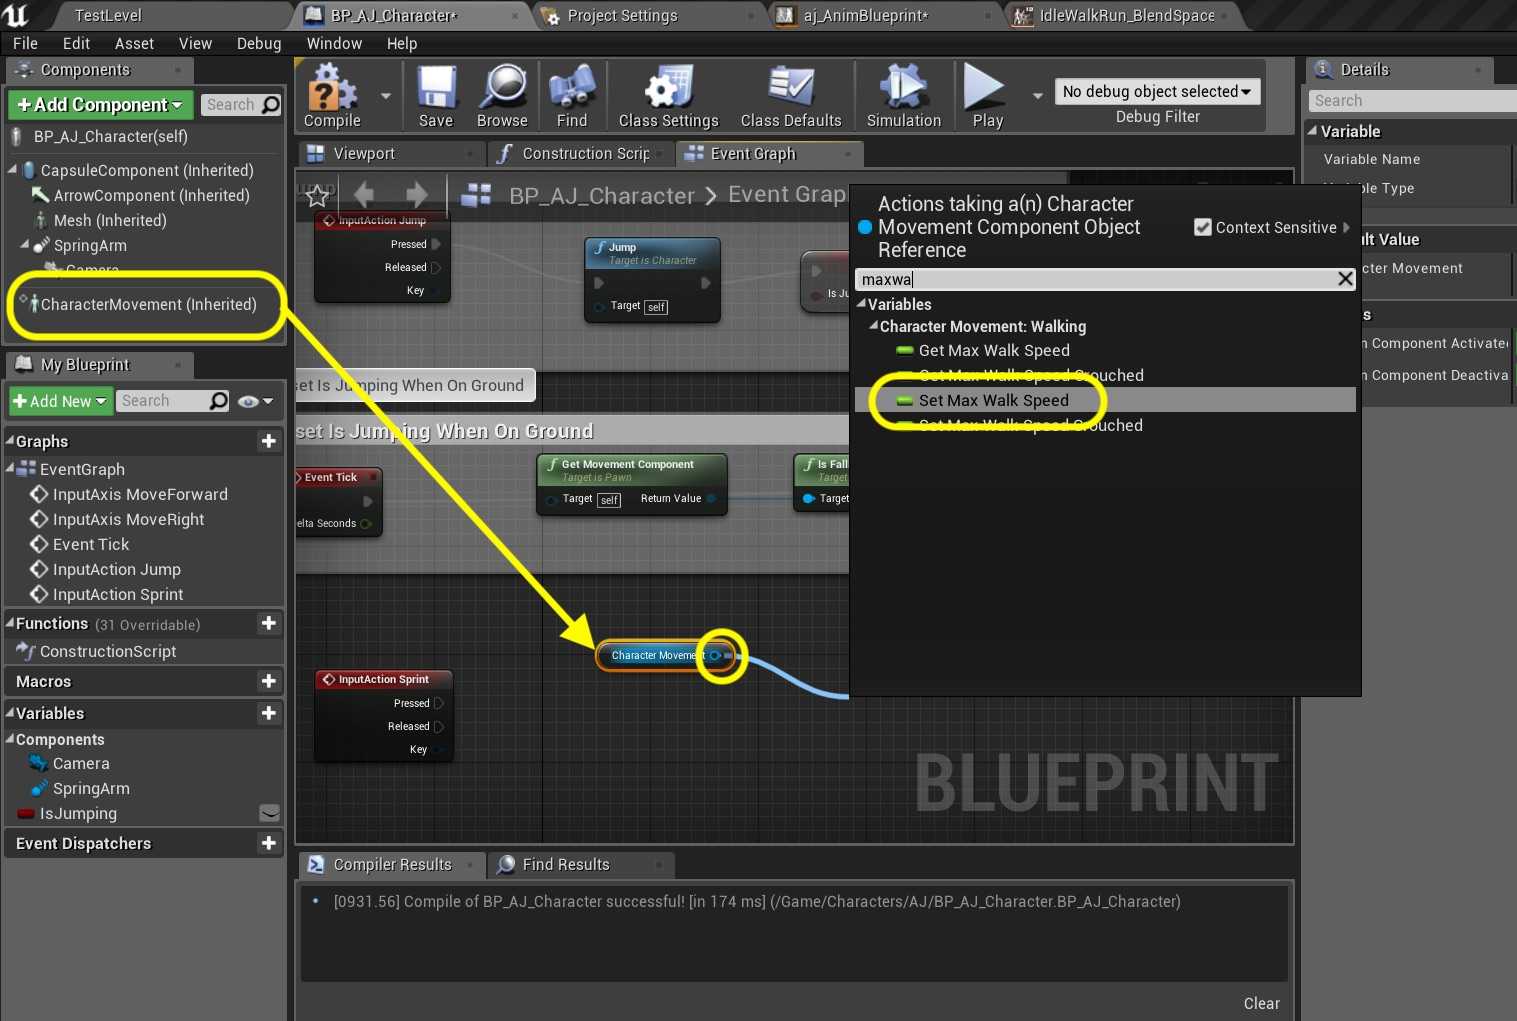 TestLevel
BP_AJ_Character*
Project Settings
aj_AnimBlueprint*
IdleWalkRun_BlendSpace
File Edit Asset View Debug Window Help
Components
+Add Component
Search
BP_AJ_Character(self)
CapsuleComponent (Inherited)
ArrowComponent (Inherited)
Mesh (Inherited)
SpringArm
Camera
CharacterMovement (Inherited)
My Blueprint
+Add New
Search
Graphs
EventGraph
InputAxis MoveForward
InputAxis MoveRight
Event Tick
InputAction Jump
InputAction Sprint
Functions (31 Overridable)
ConstructionScript
Macros
Variables
Components
Camera
SpringArm
IsJumping
Event Dispatchers
Compile
Save
Browse
Find
Class Settings
Class Defaults
Simulation
Play
No debug object selected
Debug Filter
Viewport
Construction Scrip
Event Graph
BP_AJ_Character > Event Grap
InputAction Jump
Pressed
Released
Key
Jump
Target is Character
Target self
Is Ju
set Is Jumping When On Ground
set Is Jumping When On Ground
Event Tick
elta Seconds
Get Movement Component
Target is Pawn
Target self Return Value
Is Fall
Target
Target
Character Movement
InputAction Sprint
Pressed
Released
Key
BLUEPRINT
Actions taking a(n) Character
Movement Component Object
Reference
Context Sensitive
maxwa
Variables
Character Movement: Walking
Get Max Walk Speed
Get Max Walk Speed Crouched
Set Max Walk Speed
Set Max Walk Speed Crouched
Details
Search
Variable
Variable Name
Type
ult Value
cter Movement
s
n Component Activate
n Component Deactiva
Compiler Results
Find Results
[0931.56] Compile of BP_AJ_Character successful! [in 174 ms] (/Game/Characters/AJ/BP_AJ_Character.BP_AJ_Character)
Clear